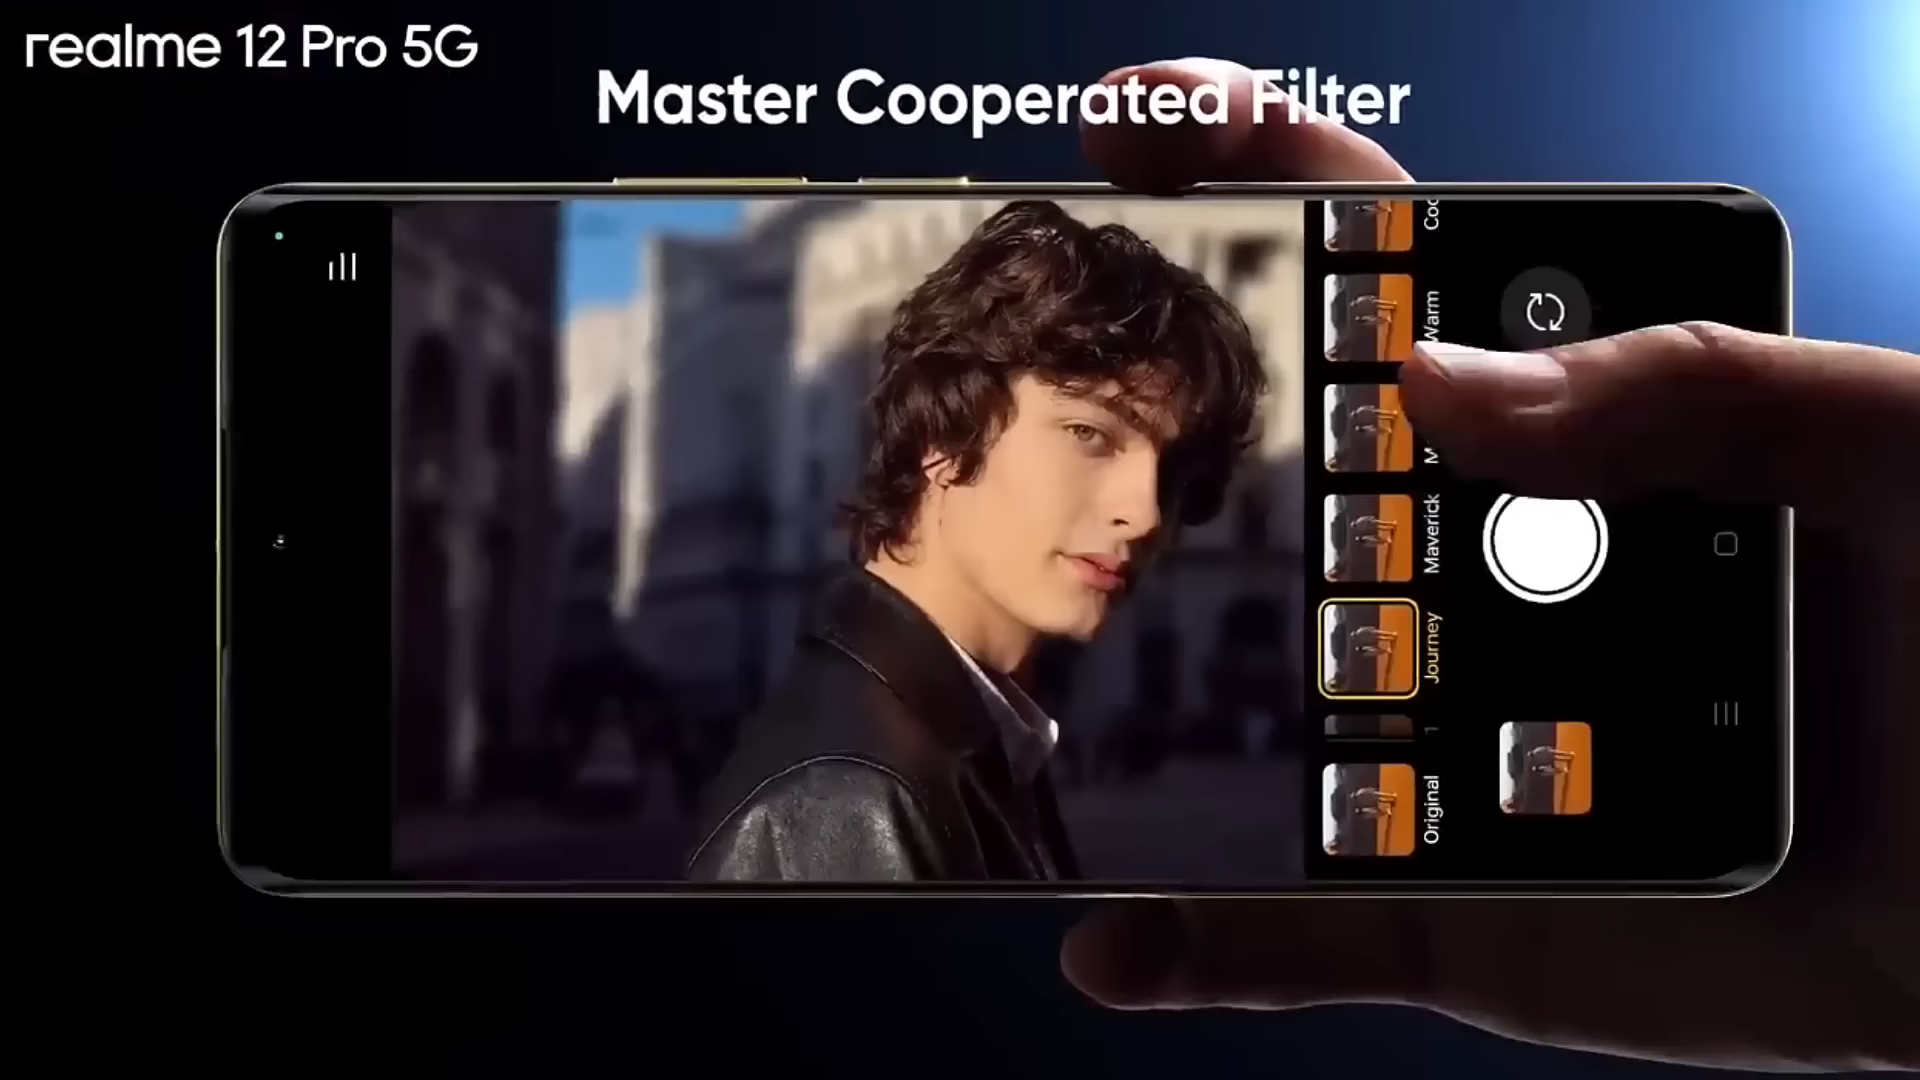 realme 12 Pro 5G
Master Cooperated Filter
Warm
Maverick
Journey
Original